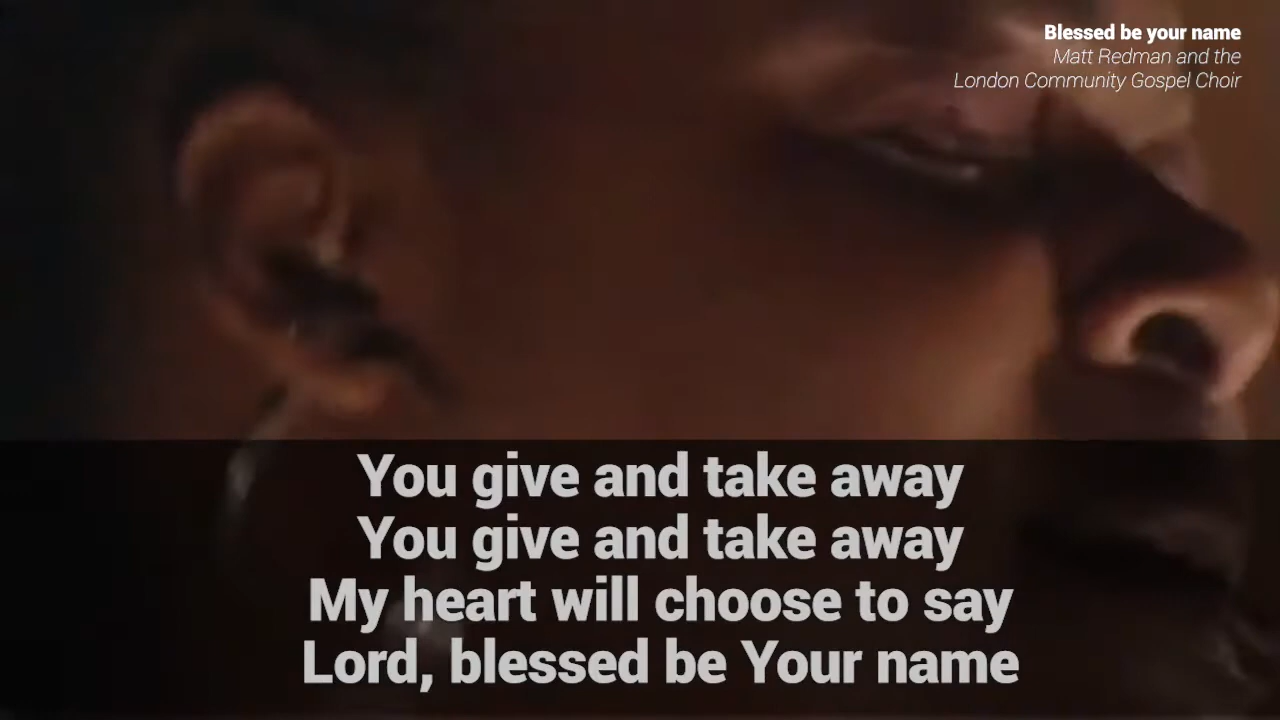 Blessed be your name
Matt Redman and the
London Community Gospel Choir
You give and take away
You give and take away
My heart will choose to say
Lord, blessed be Your name